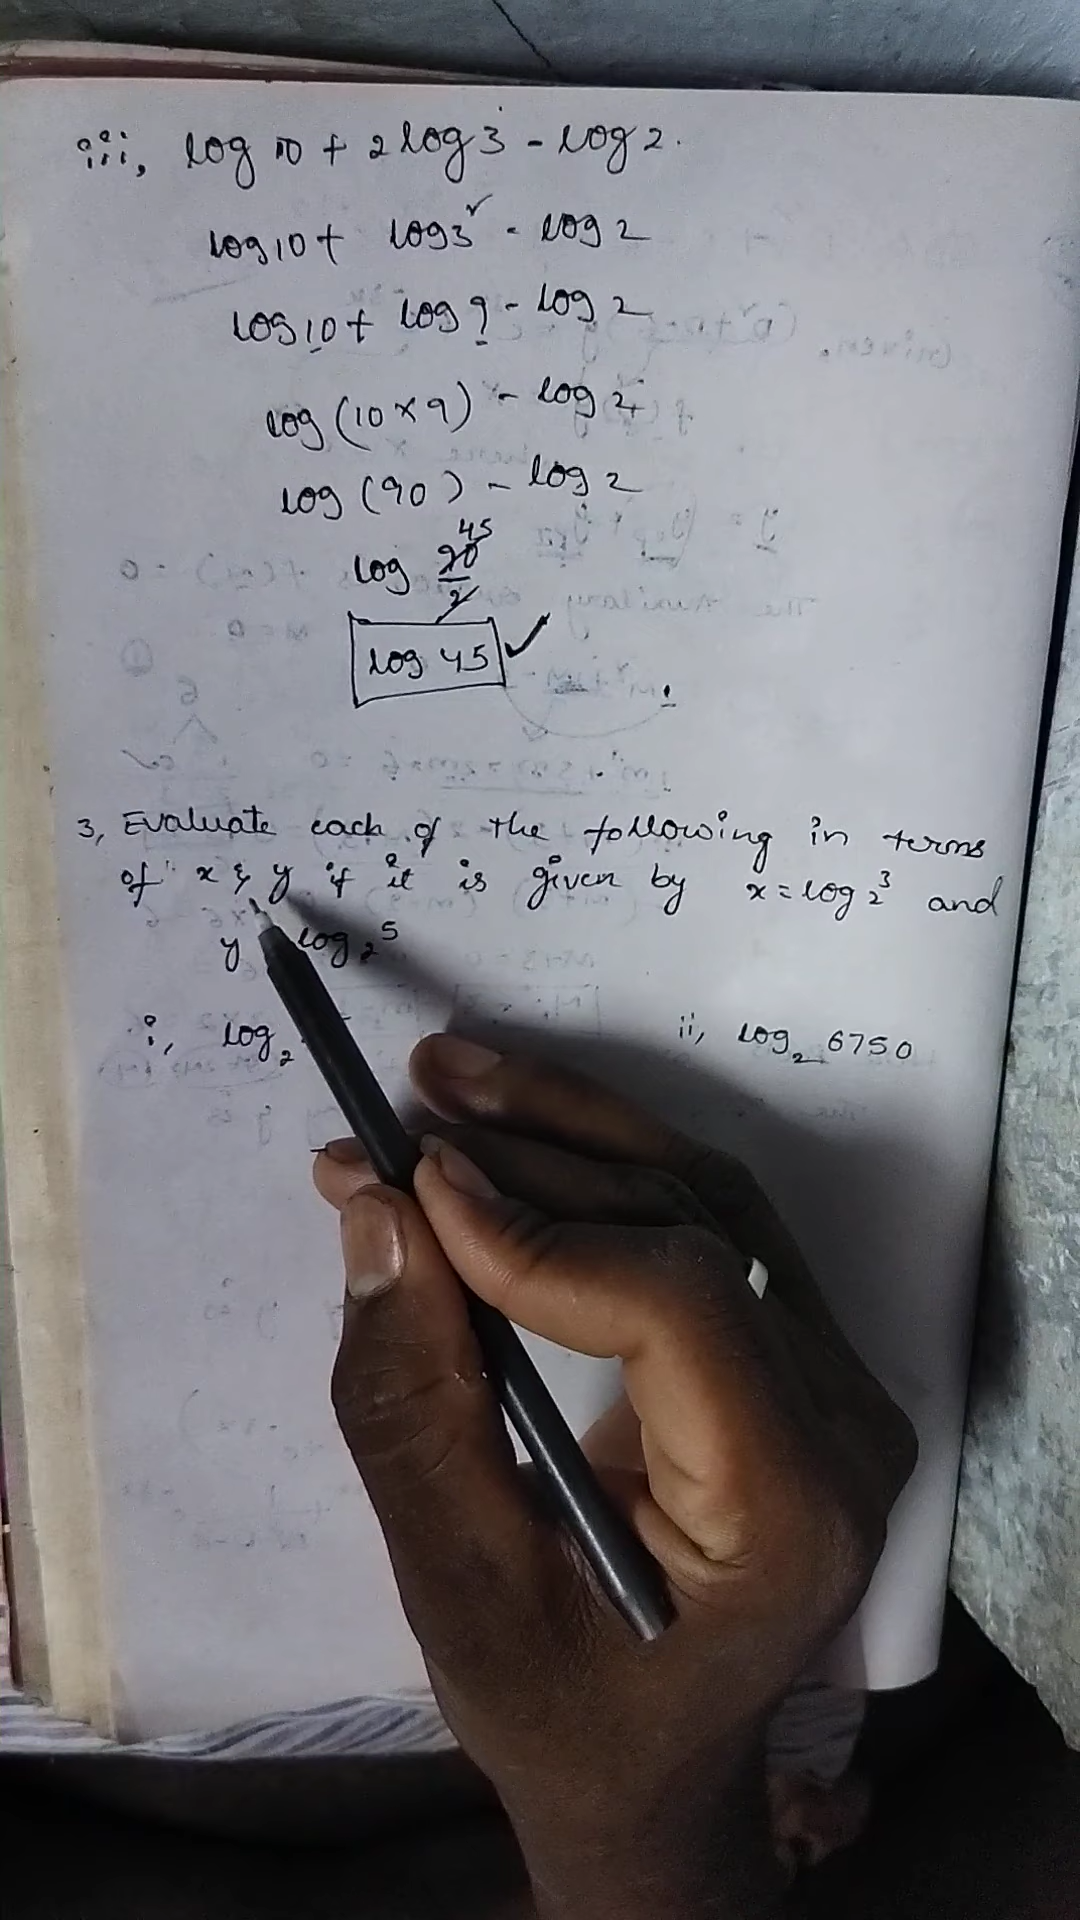 iii, log 10 + 2 log 3 - log 2.
log 10 + log 3² - log 2
log 10 + log 9 - log 2
log (10 × 9) - log 2
log (90) - log 2
45
log 90/2
log 45 ✓
3, Evaluate each of the following in terms
of x & y if it is given by x = log₂3 and
y log₂5
i, log₂ ii, log₂ 6750